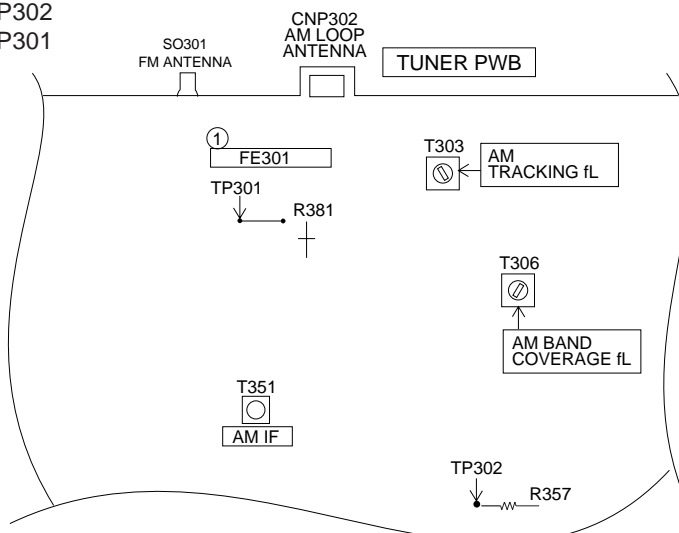 P302
P301
SO301
FM ANTENNA
CNP302
AM LOOP
ANTENNA
TUNER PWB
1
FE301
T303
AM
TRACKING fL
TP301
R381
T306
AM BAND
COVERAGE fL
T351
AM IF
TP302
R357